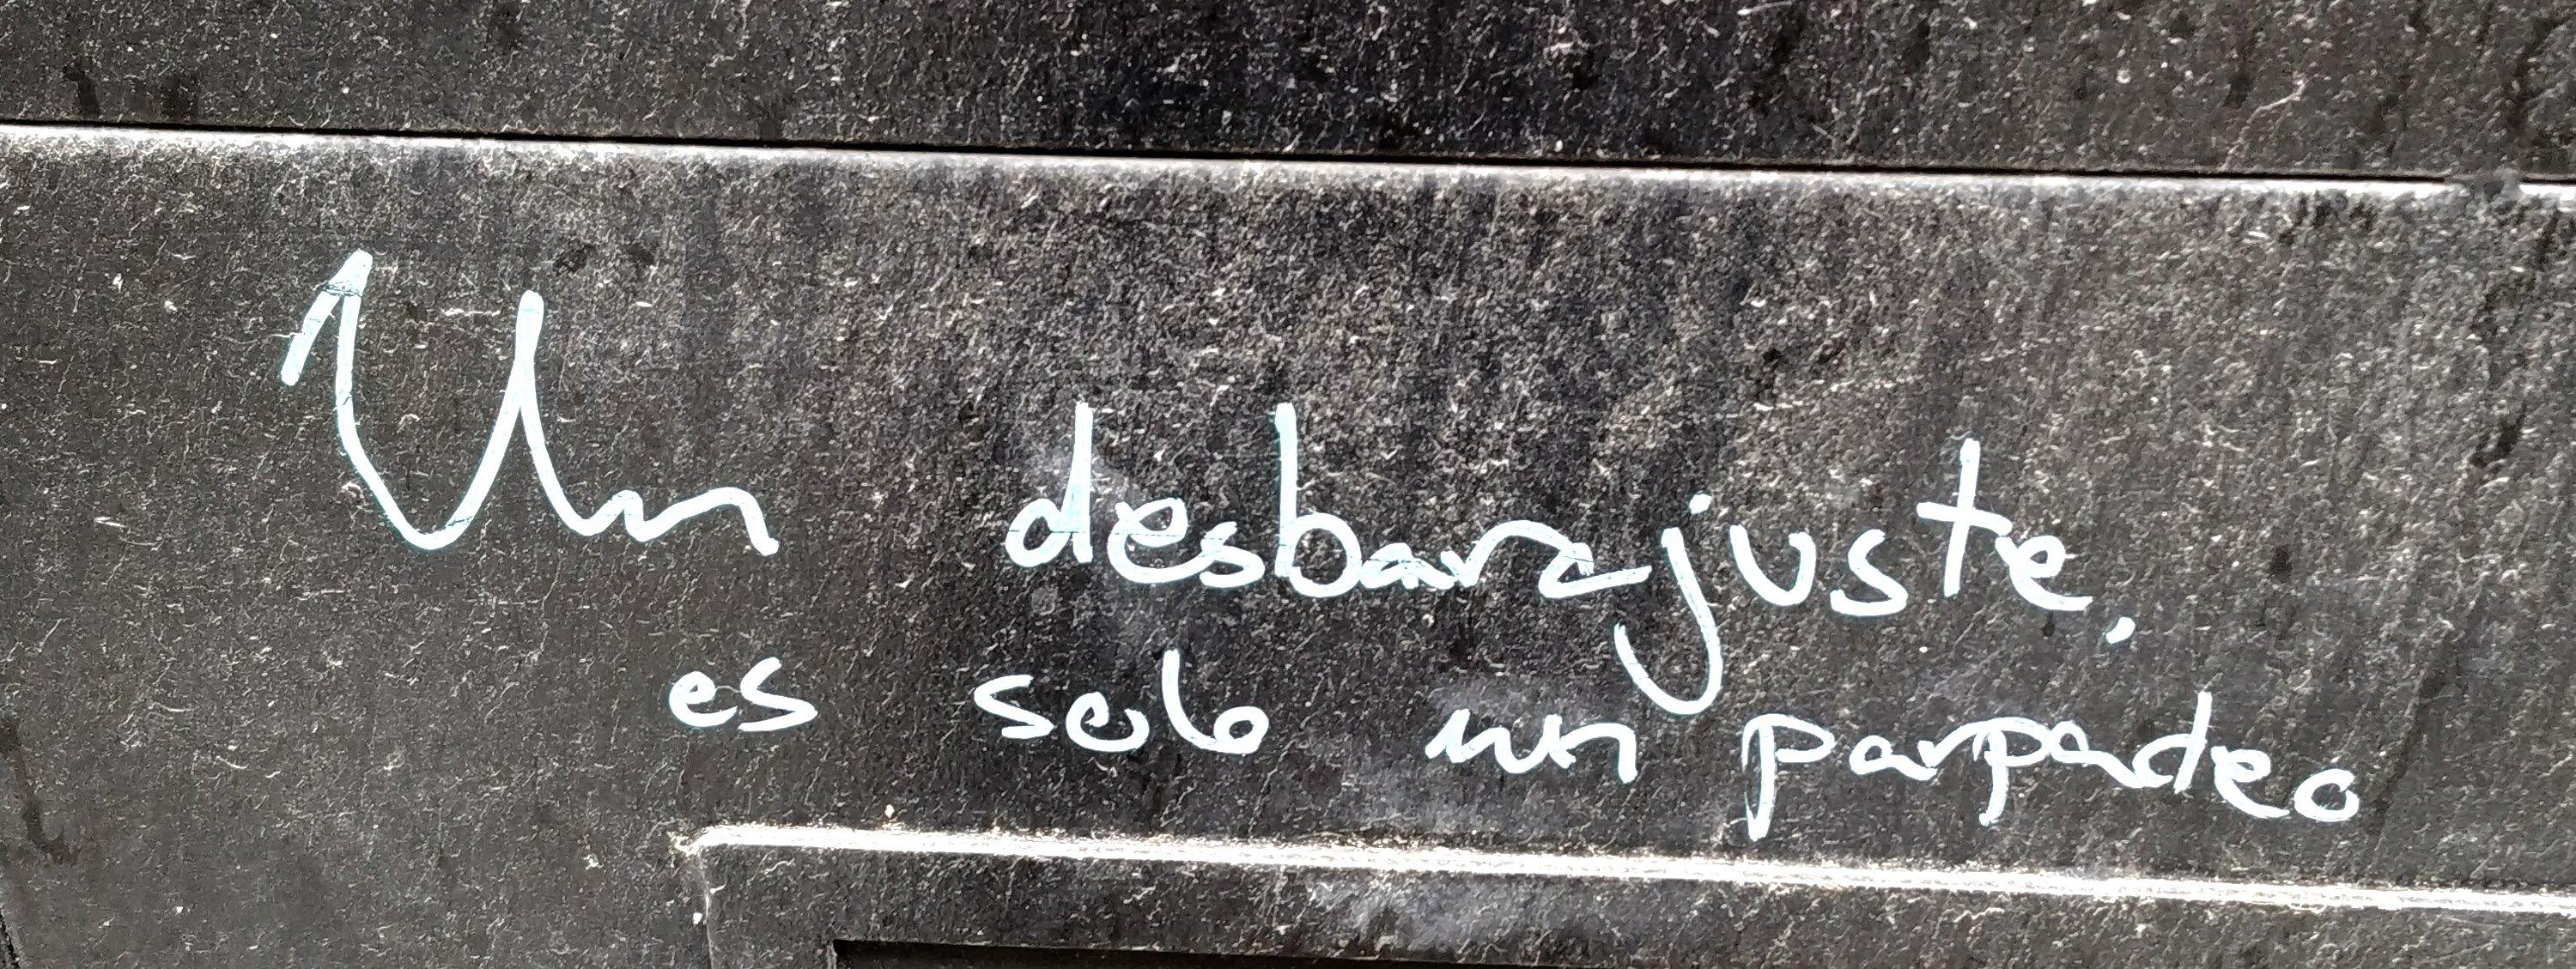 Un desbarajuste.
es solo un parpadeo